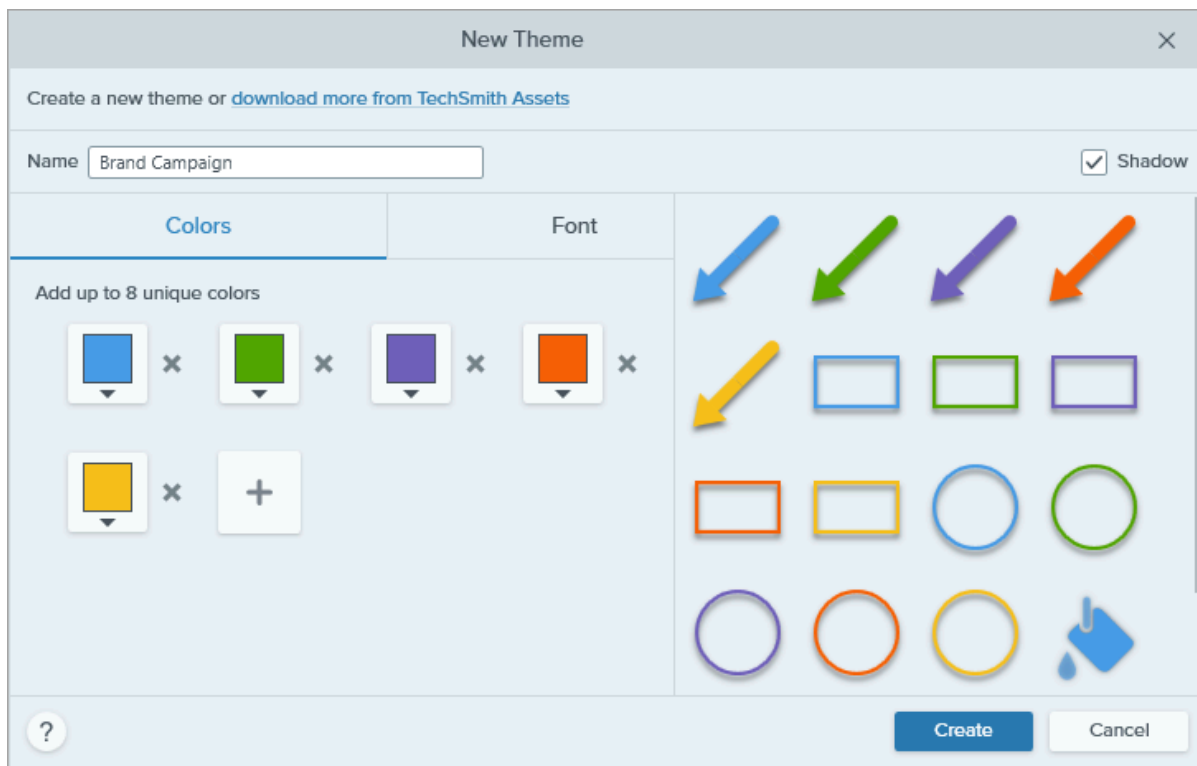 New Theme
Create a new theme or download more from TechSmith Assets
Name Brand Campaign Shadow
Colors Font
Add up to 8 unique colors
? Create Cancel